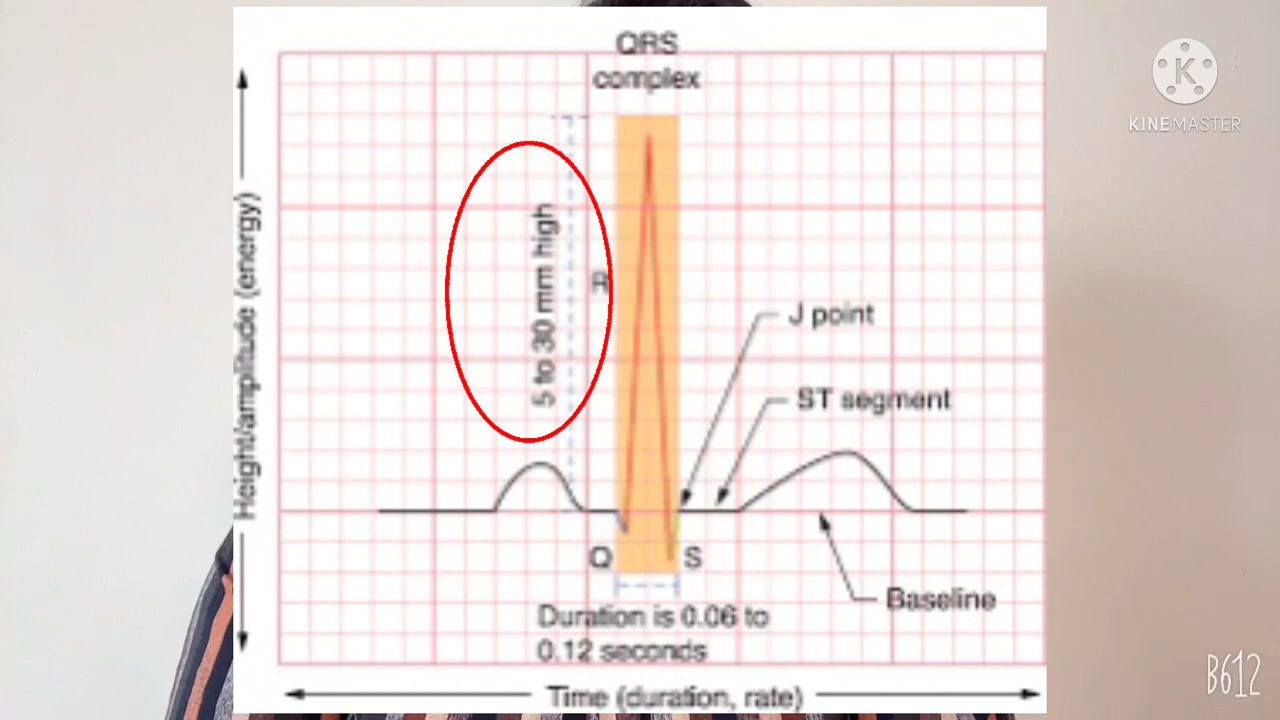 QRS
complex
K
KINEMASTER
Height/amplitude (energy)
5 to 30 mm high
R
J point
ST segment
Q
S
Baseline
Duration is 0.06 to
0.12 seconds
Time (duration, rate)
B612